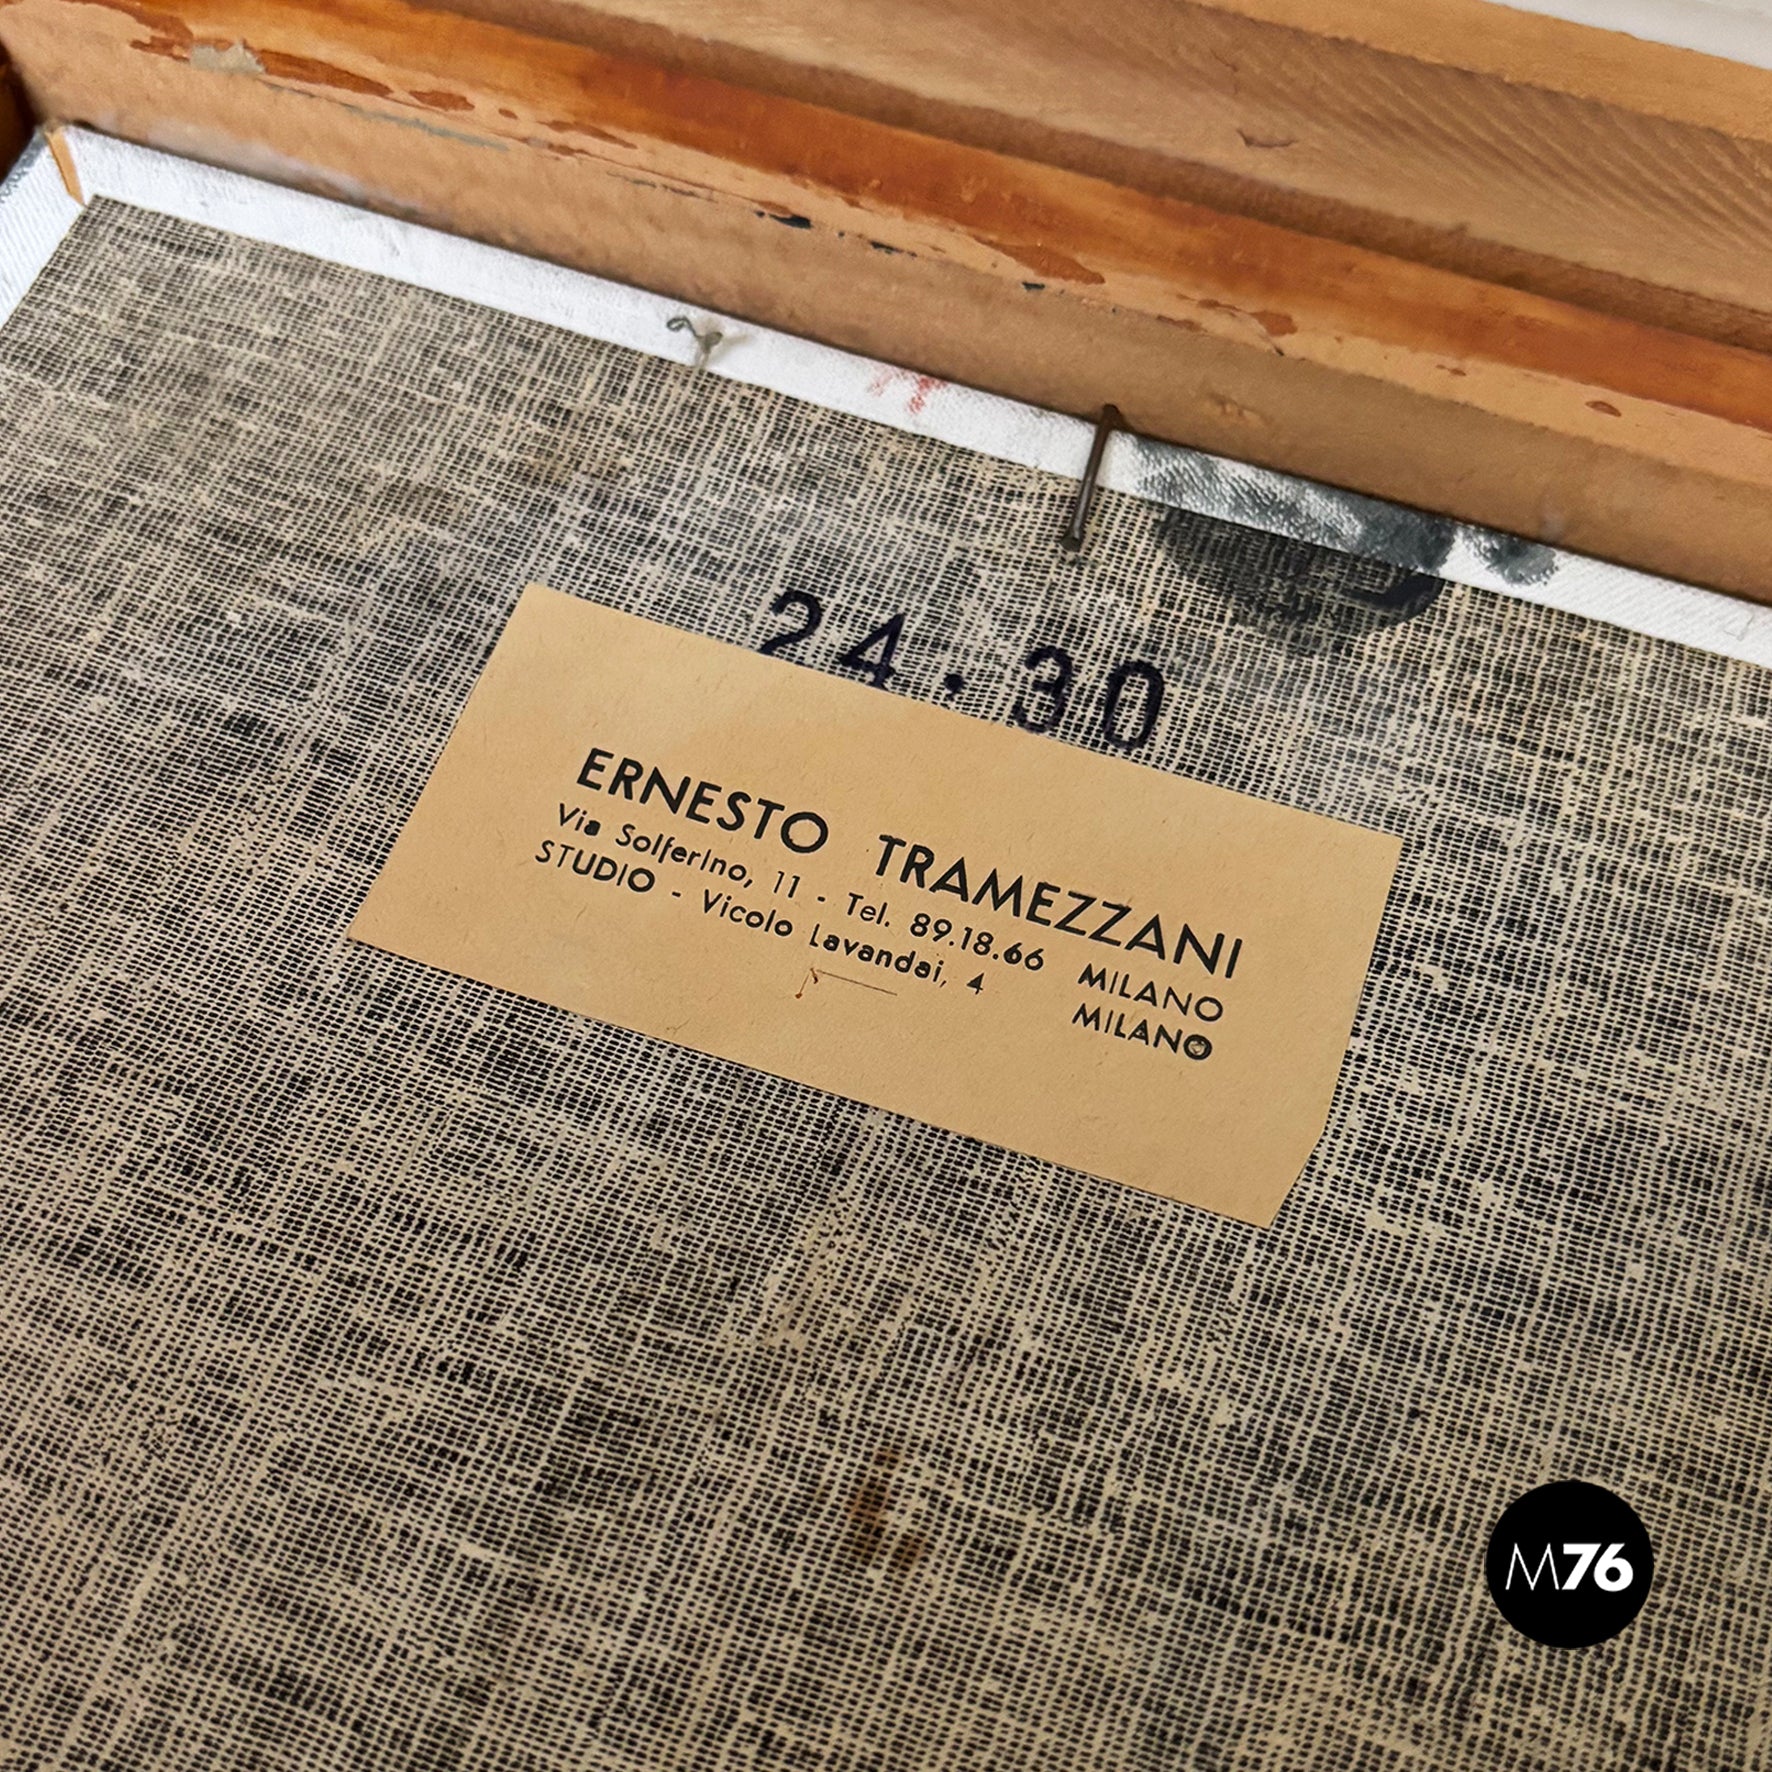 24.30
ERNESTO TRAMEZZANI
Via Solferino, 11 - Tel. 89.18.66 MILANO
STUDIO - Vicolo Lavandai, 4 MILANO
M76